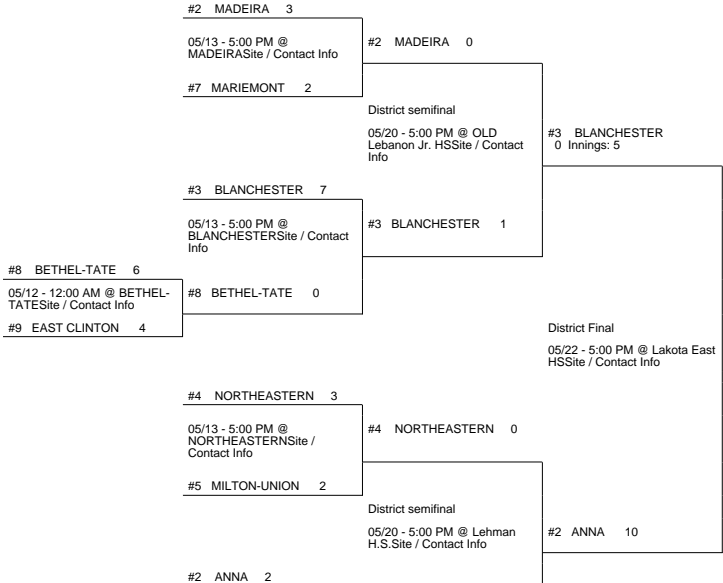 #2 MADEIRA 3
05/13 - 5:00 PM @
MADEIRASite / Contact Info
#7 MARIEMONT 2
#2 MADEIRA 0
District semifinal
05/20 - 5:00 PM @ OLD
Lebanon Jr. HSSite / Contact
Info
#3 BLANCHESTER
0 Innings: 5
#3 BLANCHESTER 7
05/13 - 5:00 PM @
BLANCHESTERSite / Contact
Info
#3 BLANCHESTER 1
#8 BETHEL-TATE 6
05/12 - 12:00 AM @ BETHEL-
TATESite / Contact Info
#9 EAST CLINTON 4
#8 BETHEL-TATE 0
District Final
05/22 - 5:00 PM @ Lakota East
HSSite / Contact Info
#4 NORTHEASTERN 3
05/13 - 5:00 PM @
NORTHEASTERNSite /
Contact Info
#5 MILTON-UNION 2
#4 NORTHEASTERN 0
District semifinal
05/20 - 5:00 PM @ Lehman
H.S.Site / Contact Info
#2 ANNA 10
#2 ANNA 2